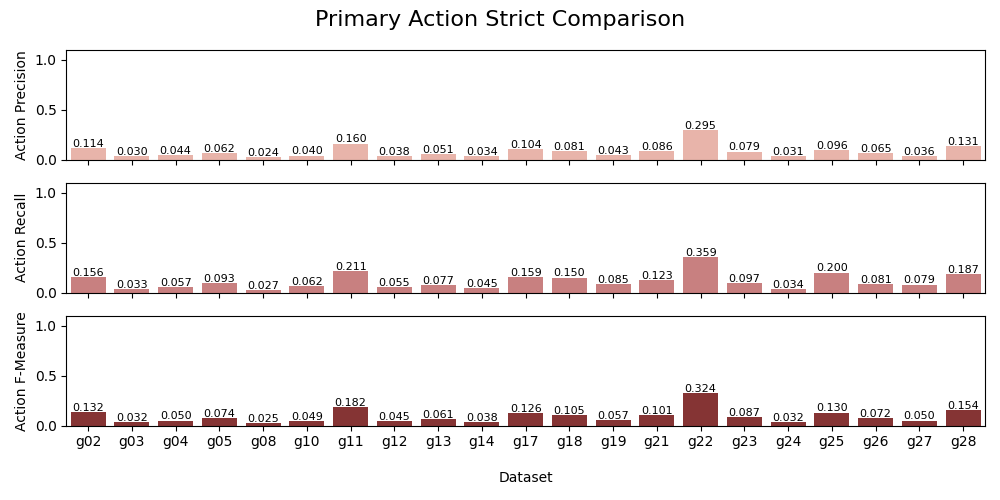 Primary Action Strict Comparison
Action Precision
1.0
0.5
0.0
0.114 0.030 0.044 0.062 0.024 0.040 0.160 0.038 0.051 0.034 0.104 0.081 0.043 0.086 0.295 0.079 0.031 0.096 0.065 0.036 0.131
Action Recall
1.0
0.5
0.0
0.156 0.033 0.057 0.093 0.027 0.062 0.211 0.055 0.077 0.045 0.159 0.150 0.085 0.123 0.359 0.097 0.034 0.200 0.081 0.079 0.187
Action F-Measure
1.0
0.5
0.0
0.132 0.032 0.050 0.074 0.025 0.049 0.182 0.045 0.061 0.038 0.126 0.105 0.057 0.101 0.324 0.087 0.032 0.130 0.072 0.050 0.154
g02 g03 g04 g05 g08 g10 g11 g12 g13 g14 g17 g18 g19 g21 g22 g23 g24 g25 g26 g27 g28
Dataset